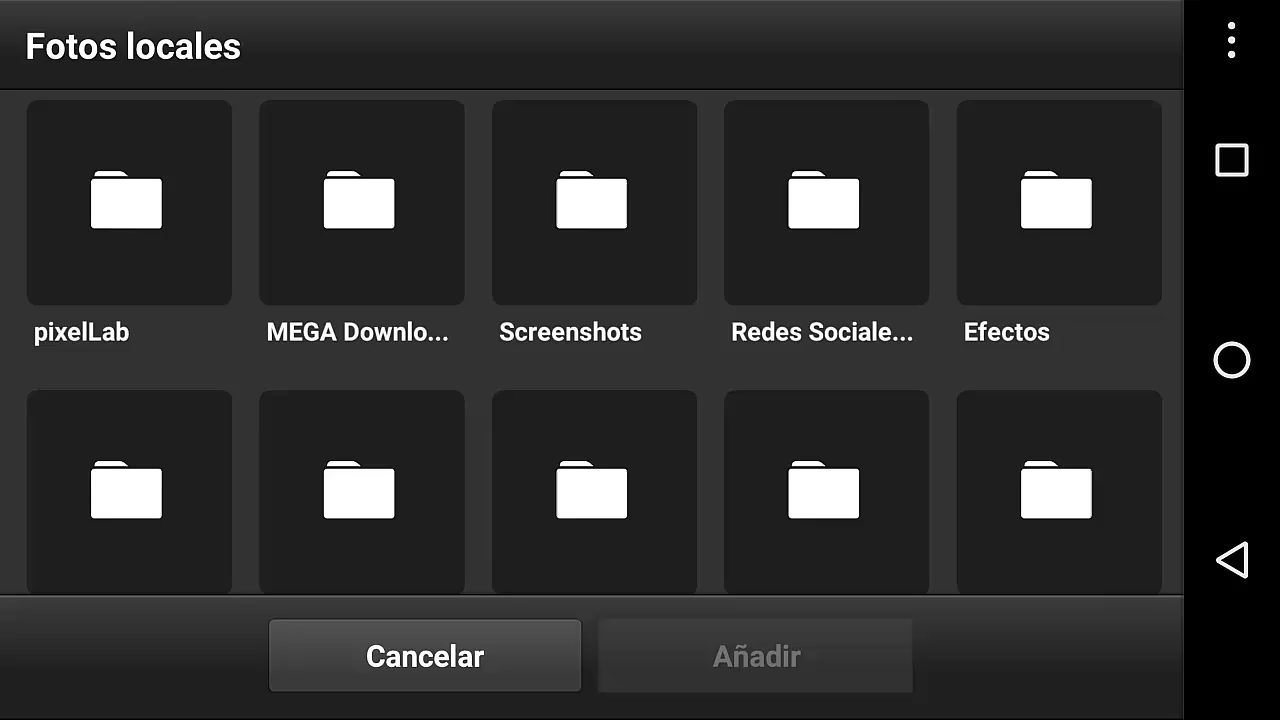 Fotos locales
pixelLab
MEGA Downlo...
Screenshots
Redes Sociale...
Efectos
Cancelar
Añadir